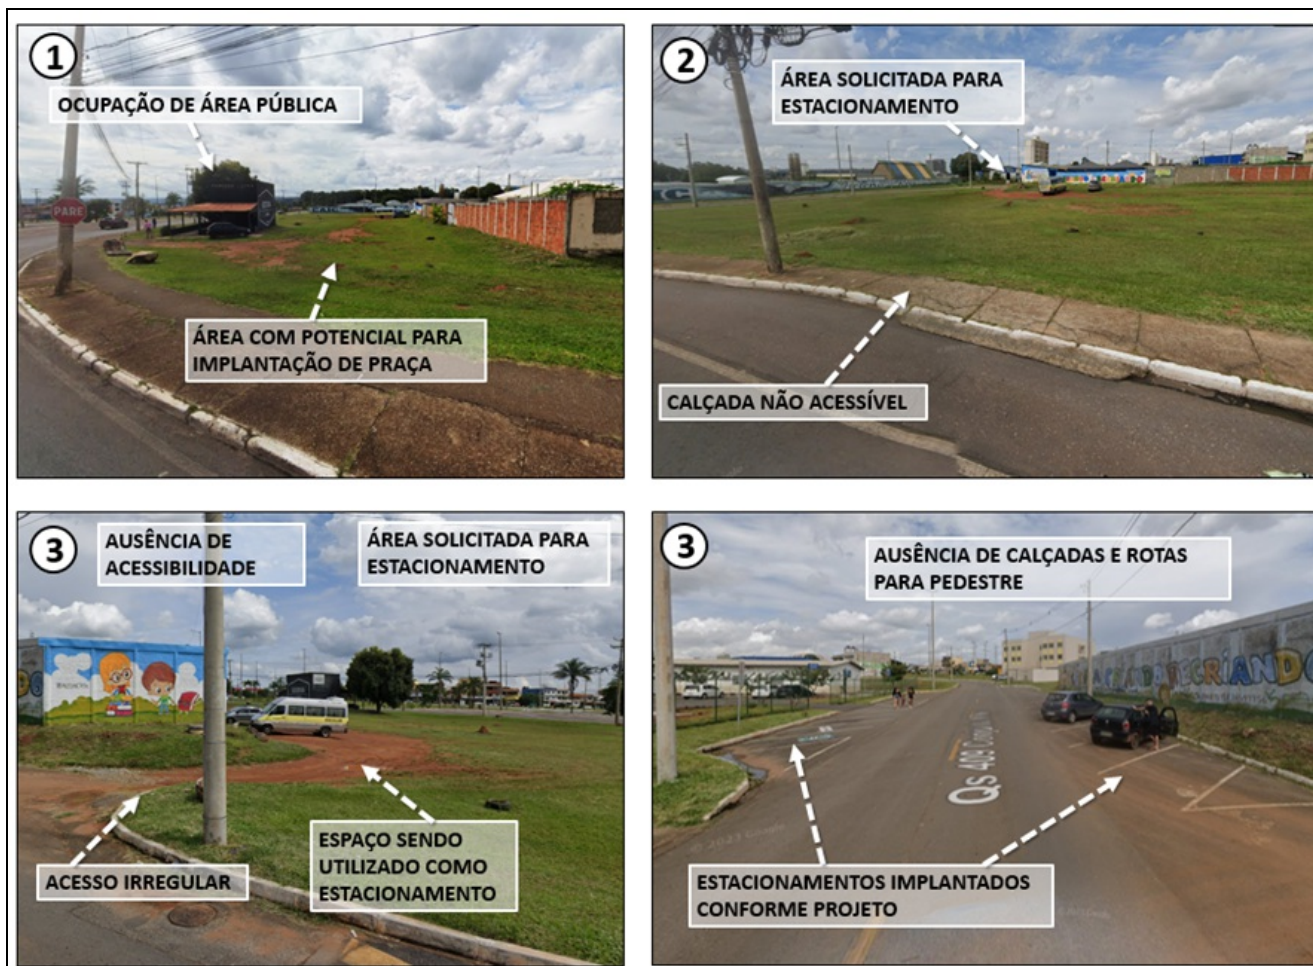 1
OCUPAÇÃO DE ÁREA PÚBLICA
PARE
ÁREA COM POTENCIAL PARA
IMPLANTAÇÃO DE PRAÇA
2
ÁREA SOLICITADA PARA
ESTACIONAMENTO
CALÇADA NÃO ACESSÍVEL
3
AUSÊNCIA DE
ACESSIBILIDADE
ÁREA SOLICITADA PARA
ESTACIONAMENTO
ESPAÇO SENDO
UTILIZADO COMO
ESTACIONAMENTO
ACESSO IRREGULAR
3
AUSÊNCIA DE CALÇADAS E ROTAS
PARA PEDESTRE
Qs 409 Conj
ESTACIONAMENTOS IMPLANTADOS
CONFORME PROJETO